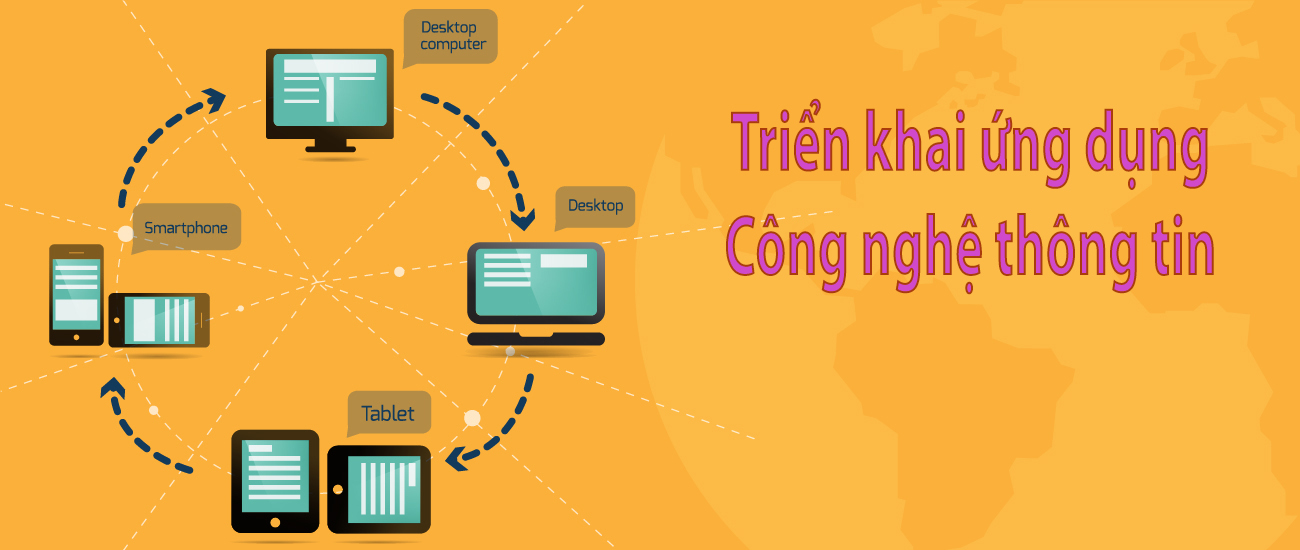 Desktop
computer
Desktop
Smartphone
Tablet
Triển khai ứng dụng
Công nghệ thông tin